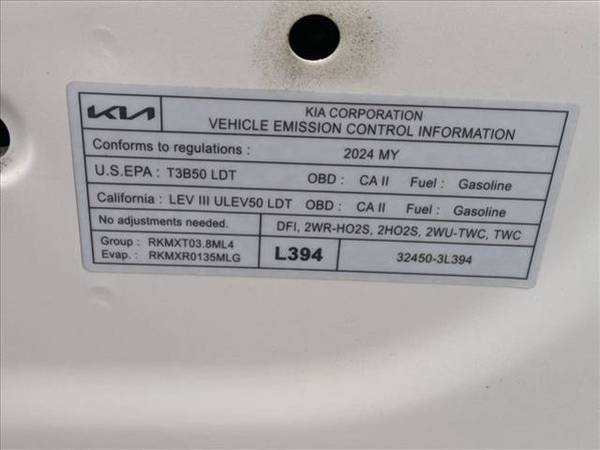 KIA
KIA CORPORATION
VEHICLE EMISSION CONTROL INFORMATION
Conforms to regulations : 2024 MY
U.S.EPA : T3B50 LDT OBD : CA II Fuel : Gasoline
California : LEV III ULEV50 LDT OBD : CA II Fuel : Gasoline
No adjustments needed. DFI, 2WR-HO2S, 2HO2S, 2WU-TWC, TWC
Group : RKMXT03.8ML4
Evap. : RKMXR0135MLG
L394
32450-3L394